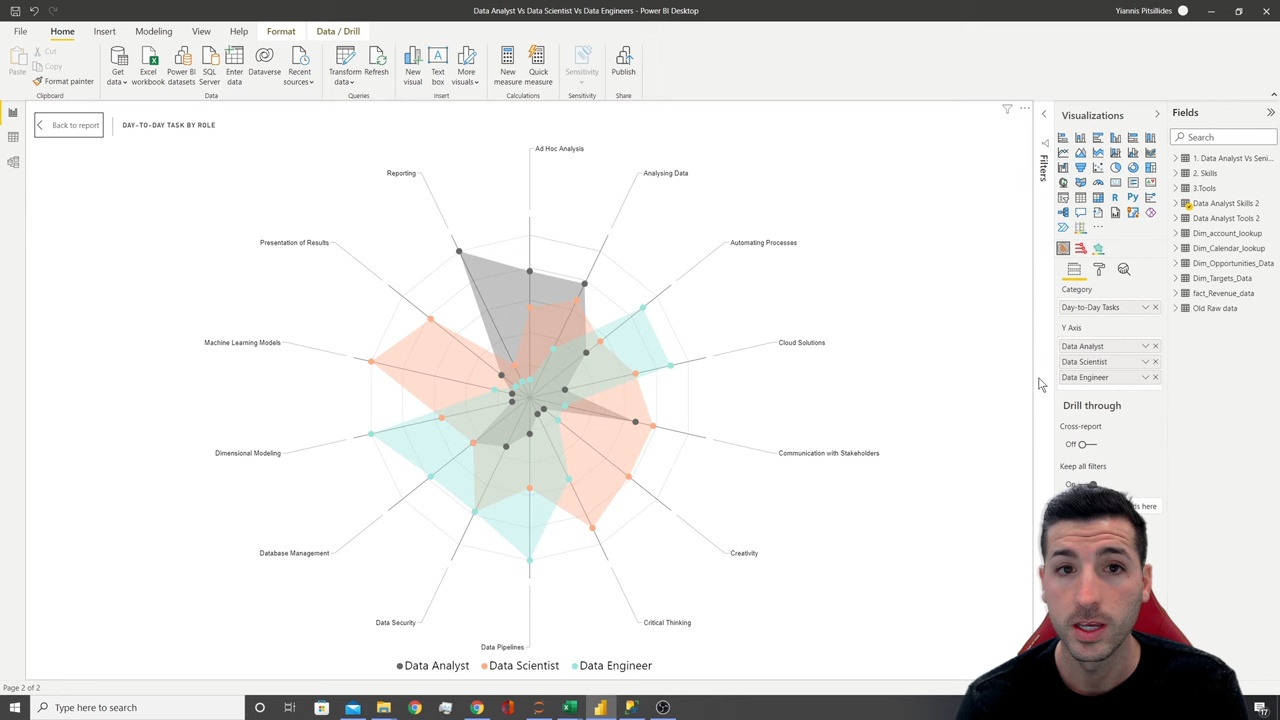 Data Analyst Vs Data Scientist Vs Data Engineers - Power BI Desktop
Yiannis Pitsillides
File
Home
Insert
Modeling
View
Help
Format
Data / Drill
Paste
Cut
Copy
Format painter
Clipboard
Get data
Excel workbook
Power BI datasets
SQL Server
Enter data
Dataverse
Recent sources
Data
Transform data
Refresh
Queries
New visual
Text box
More visuals
Insert
New measure
Quick measure
Calculations
Sensitivity
Sensitivity
Publish
Share
Back to report
DAY-TO-DAY TASK BY ROLE
Ad Hoc Analysis
Analysing Data
Automating Processes
Cloud Solutions
Communication with Stakeholders
Creativity
Critical Thinking
Data Pipelines
Data Security
Database Management
Dimensional Modeling
Machine Learning Models
Presentation of Results
Reporting
Data Analyst
Data Scientist
Data Engineer
Filters
Visualizations
R
Py
Category
Day-to-Day Tasks
Y Axis
Data Analyst
Data Scientist
Data Engineer
Drill through
Cross-report
Off
Keep all filters
On
ds here
Fields
Search
1. Data Analyst Vs Seni...
2. Skills
3.Tools
Data Analyst Skills 2
Data Analyst Tools 2
Dim_account_lookup
Dim_Calendar_lookup
Dim_Opportunities_Data
Dim_Targets_Data
fact_Revenue_data
Old Raw data
Page 2 of 2
Type here to search